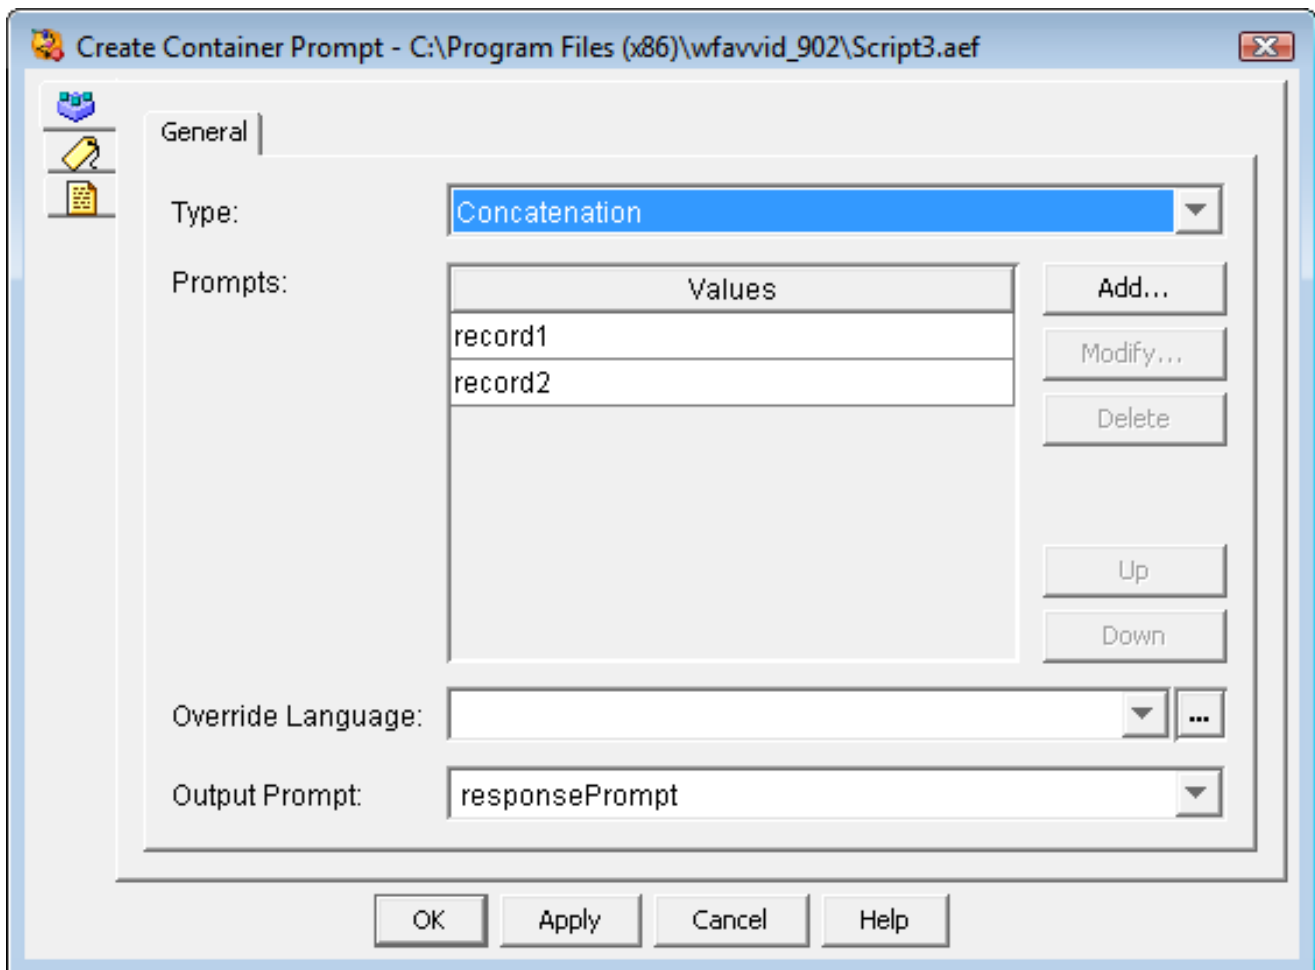 Create Container Prompt - C:\Program Files (x86)\wfavvid_902\Script3.aef
General
Type:
Concatenation
Prompts:
Values
record1
record2
Add...
Modify...
Delete
Up
Down
Override Language:
...
Output Prompt:
responsePrompt
OK
Apply
Cancel
Help